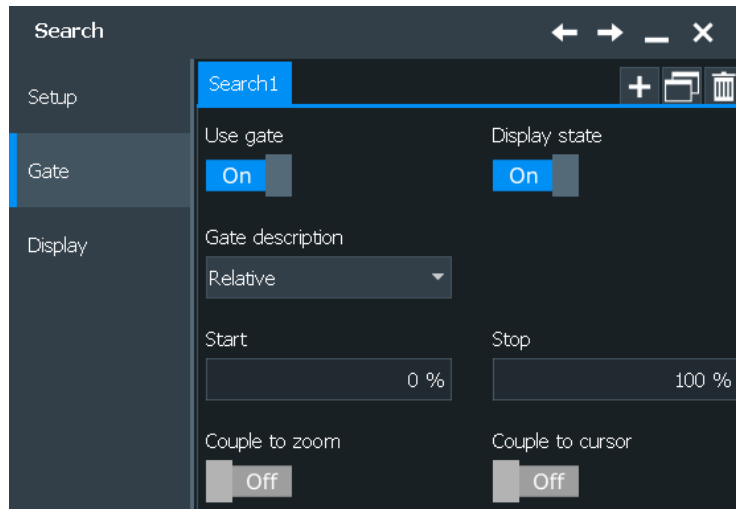 Search
Setup
Gate
Display
Search1
Use gate
Display state
On
On
Gate description
Relative
Start
Stop
0 %
100 %
Couple to zoom
Couple to cursor
Off
Off